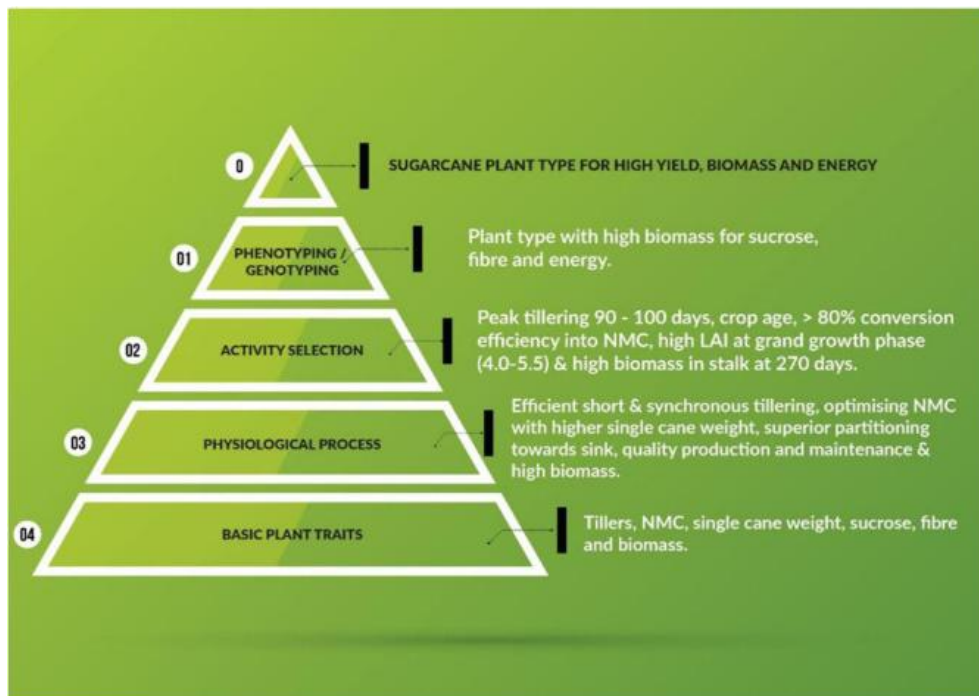 0
SUGARCANE PLANT TYPE FOR HIGH YIELD, BIOMASS AND ENERGY
01
PHENOTYPING /
GENOTYPING
Plant type with high biomass for sucrose,
fibre and energy.
02
ACTIVITY SELECTION
Peak tillering 90 - 100 days, crop age, > 80% conversion
efficiency into NMC, high LAI at grand growth phase
(4.0-5.5) & high biomass in stalk at 270 days.
03
PHYSIOLOGICAL PROCESS
Efficient short & synchronous tillering, optimising NMC
with higher single cane weight, superior partitioning
towards sink, quality production and maintenance &
high biomass.
04
BASIC PLANT TRAITS
Tillers, NMC, single cane weight, sucrose, fibre
and biomass.